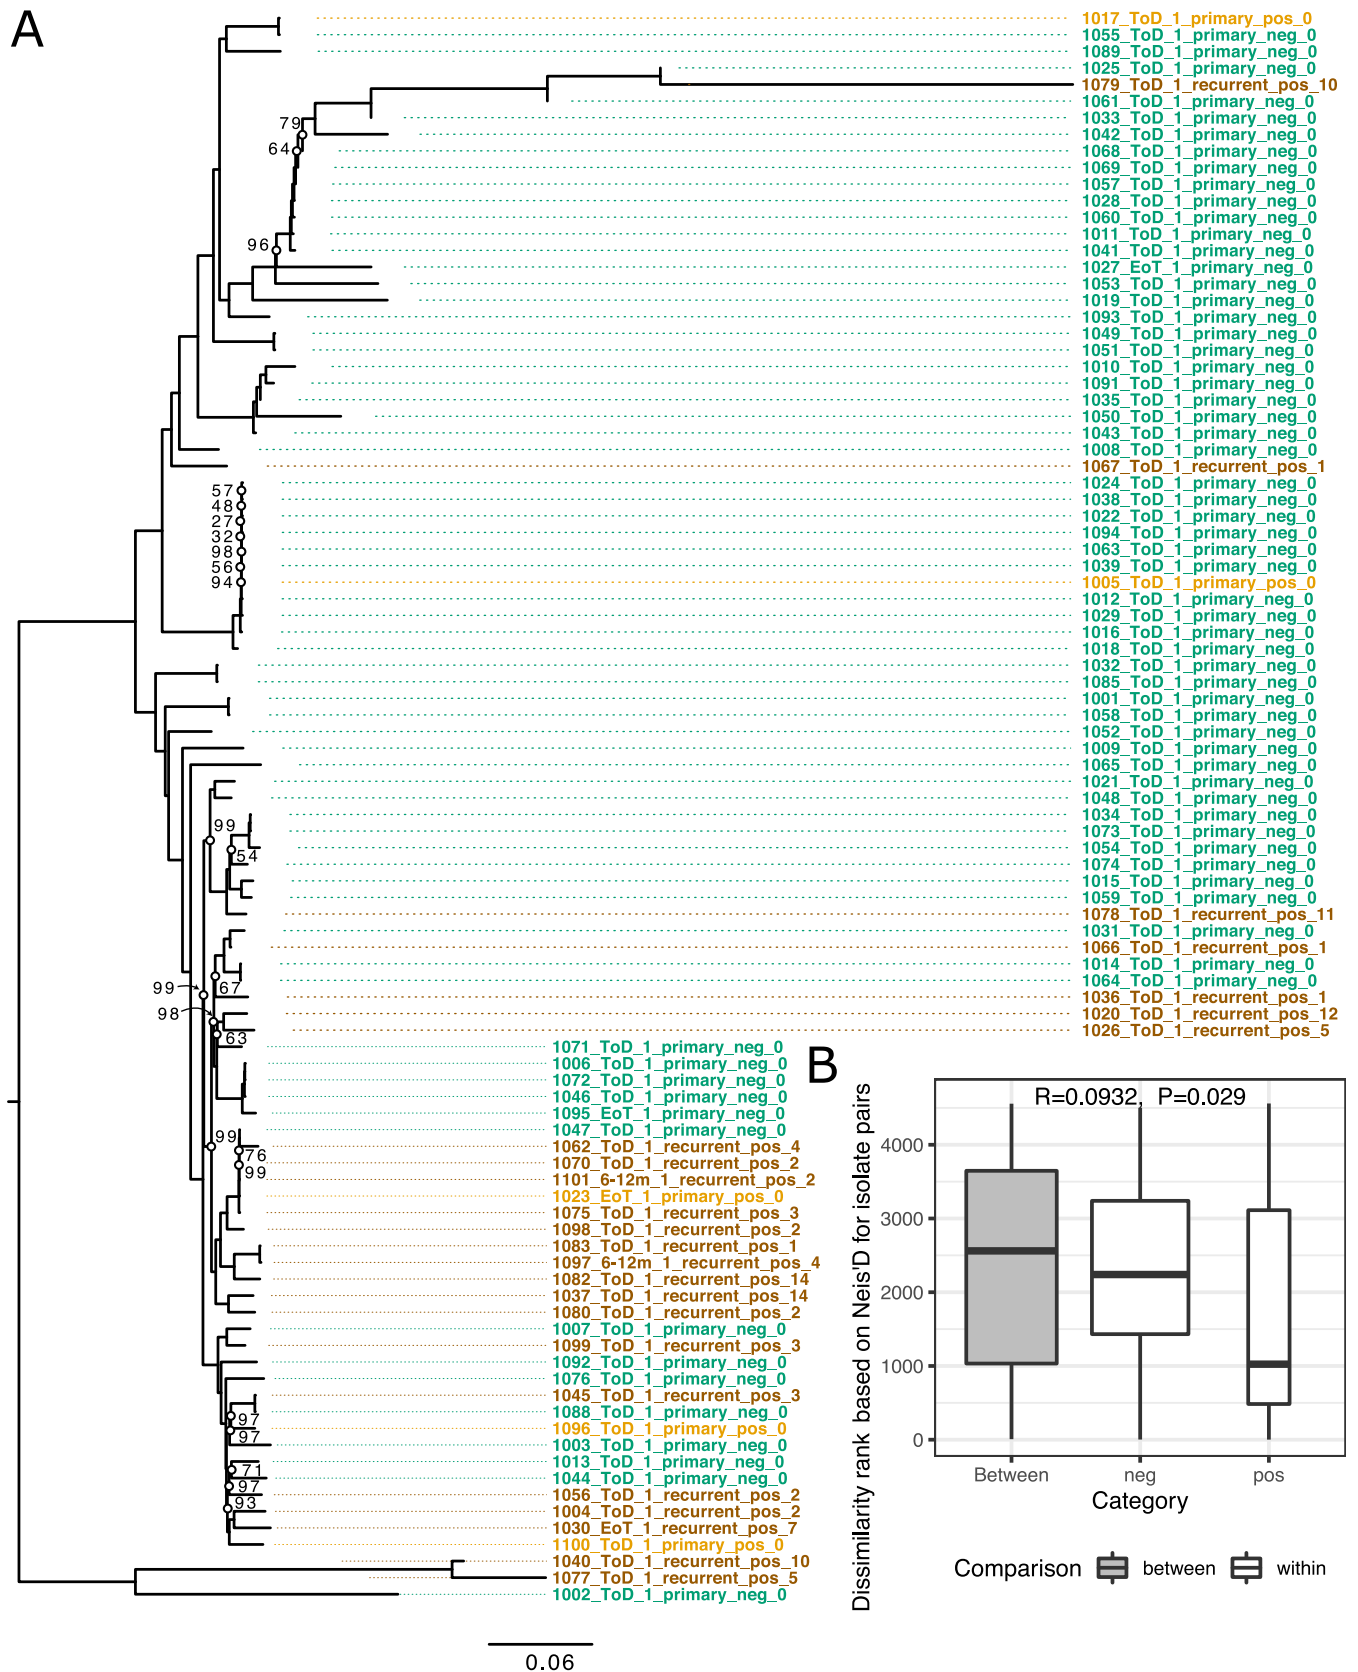 A
1017_ToD_1_primary_pos_0
1055_ToD_1_primary_neg_0
1089_ToD_1_primary_neg_0
1025_ToD_1_primary_neg_0
1079_ToD_1_recurrent_pos_10
1061_ToD_1_primary_neg_0
1033_ToD_1_primary_neg_0
79
1042_ToD_1_primary_neg_0
64
1068_ToD_1_primary_neg_0
1069_ToD_1_primary_neg_0
1057_ToD_1_primary_neg_0
1028_ToD_1_primary_neg_0
1060_ToD_1_primary_neg_0
1011_ToD_1_primary_neg_0
96
1041_ToD_1_primary_neg_0
1027_EoT_1_primary_neg_0
1053_ToD_1_primary_neg_0
1019_ToD_1_primary_neg_0
1093_ToD_1_primary_neg_0
1049_ToD_1_primary_neg_0
1051_ToD_1_primary_neg_0
1010_ToD_1_primary_neg_0
1091_ToD_1_primary_neg_0
1035_ToD_1_primary_neg_0
1050_ToD_1_primary_neg_0
1043_ToD_1_primary_neg_0
1008_ToD_1_primary_neg_0
1067_ToD_1_recurrent_pos_1
1024_ToD_1_primary_neg_0
57
1038_ToD_1_primary_neg_0
48
1022_ToD_1_primary_neg_0
27
1094_ToD_1_primary_neg_0
32
1063_ToD_1_primary_neg_0
98
1039_ToD_1_primary_neg_0
56
1005_ToD_1_primary_pos_0
94
1012_ToD_1_primary_neg_0
1029_ToD_1_primary_neg_0
1016_ToD_1_primary_neg_0
1018_ToD_1_primary_neg_0
1032_ToD_1_primary_neg_0
1085_ToD_1_primary_neg_0
1001_ToD_1_primary_neg_0
1058_ToD_1_primary_neg_0
1052_ToD_1_primary_neg_0
1009_ToD_1_primary_neg_0
1065_ToD_1_primary_neg_0
1021_ToD_1_primary_neg_0
1048_ToD_1_primary_neg_0
1034_ToD_1_primary_neg_0
99
1073_ToD_1_primary_neg_0
1054_ToD_1_primary_neg_0
54
1074_ToD_1_primary_neg_0
1015_ToD_1_primary_neg_0
1059_ToD_1_primary_neg_0
1078_ToD_1_recurrent_pos_11
1031_ToD_1_primary_neg_0
1066_ToD_1_recurrent_pos_1
1014_ToD_1_primary_neg_0
1064_ToD_1_primary_neg_0
99
67
1036_ToD_1_recurrent_pos_1
98
1020_ToD_1_recurrent_pos_12
1026_ToD_1_recurrent_pos_5
63
1071_ToD_1_primary_neg_0
1006_ToD_1_primary_neg_0
1072_ToD_1_primary_neg_0
1046_ToD_1_primary_neg_0
1095_EoT_1_primary_neg_0
1047_ToD_1_primary_neg_0
99
1062_ToD_1_recurrent_pos_4
76
1070_ToD_1_recurrent_pos_2
99
1101_6-12m_1_recurrent_pos_2
1023_EoT_1_primary_pos_0
1075_ToD_1_recurrent_pos_3
1098_ToD_1_recurrent_pos_2
1083_ToD_1_recurrent_pos_1
1097_6-12m_1_recurrent_pos_4
1082_ToD_1_recurrent_pos_14
1037_ToD_1_recurrent_pos_14
1080_ToD_1_recurrent_pos_2
1007_ToD_1_primary_neg_0
1099_ToD_1_recurrent_pos_3
1092_ToD_1_primary_neg_0
1076_ToD_1_primary_neg_0
1045_ToD_1_recurrent_pos_3
1088_ToD_1_primary_neg_0
97
1096_ToD_1_primary_pos_0
97
1003_ToD_1_primary_neg_0
1013_ToD_1_primary_neg_0
71
1044_ToD_1_primary_neg_0
97
1056_ToD_1_recurrent_pos_2
93
1004_ToD_1_recurrent_pos_2
1030_EoT_1_recurrent_pos_7
1100_ToD_1_primary_pos_0
1040_ToD_1_recurrent_pos_10
1077_ToD_1_recurrent_pos_5
1002_ToD_1_primary_neg_0
0.06
B
R=0.0932, P=0.029
Dissimilarity rank based on Neis'D for isolate pairs
4000
3000
2000
1000
0
Between neg pos
Category
Comparison between within